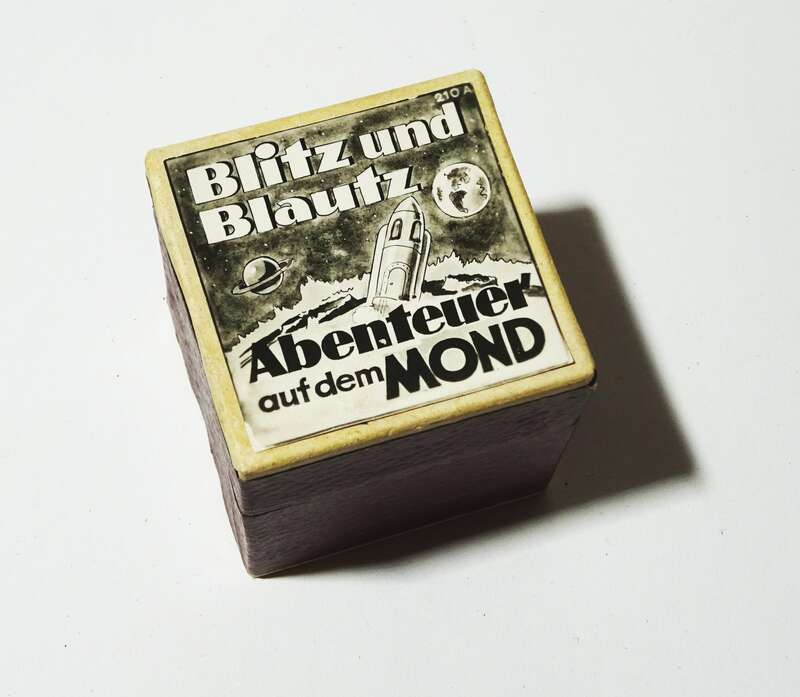 210 A
Blitz und
Blautz
Abenteuer
auf dem MOND